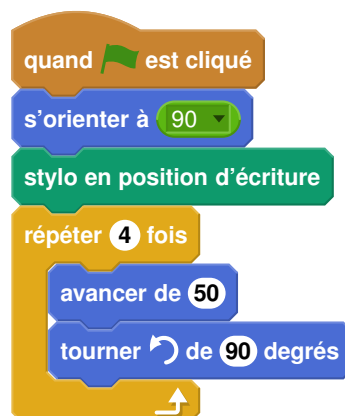 quand est cliqué
s'orienter à 90
stylo en position d'écriture
répéter 4 fois
avancer de 50
tourner de 90 degrés